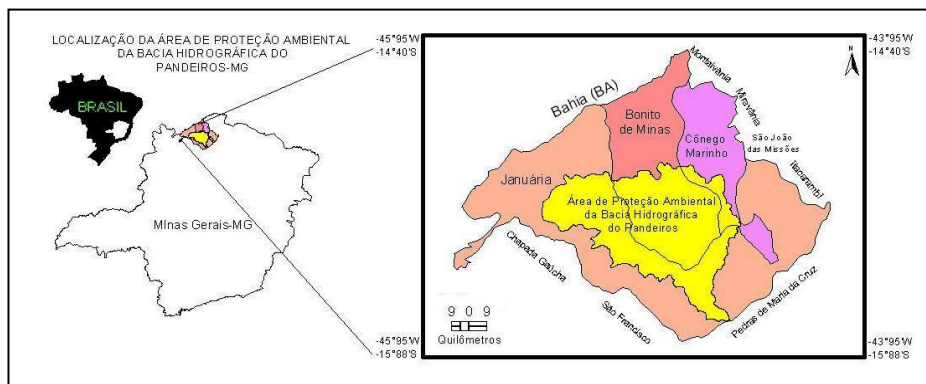 LOCALIZAÇÃO DA ÁREA DE PROTEÇÃO AMBIENTAL
DA BACIA HIDROGRÁFICA DO
PANDEIROS-MG
BRASIL
MInas Gerais-MG
-45°95'W
-14°40'S
-45°95'W
-15°88'S
-43°95'W
-14°40'S
-43°95'W
-15°88'S
N
Montalvânia
Miravânia
Bahia (BA)
Bonito
de Minas
Cônego
Marinho
São João
das Missões
Itacarambí
Januária
Área de Proteção Ambiental
da Bacia Hidrográfica
do Pandeiros
Chapada Gaúcha
São Francisco
Pedras de Maria da Cruz
9 0 9
Quilômetros